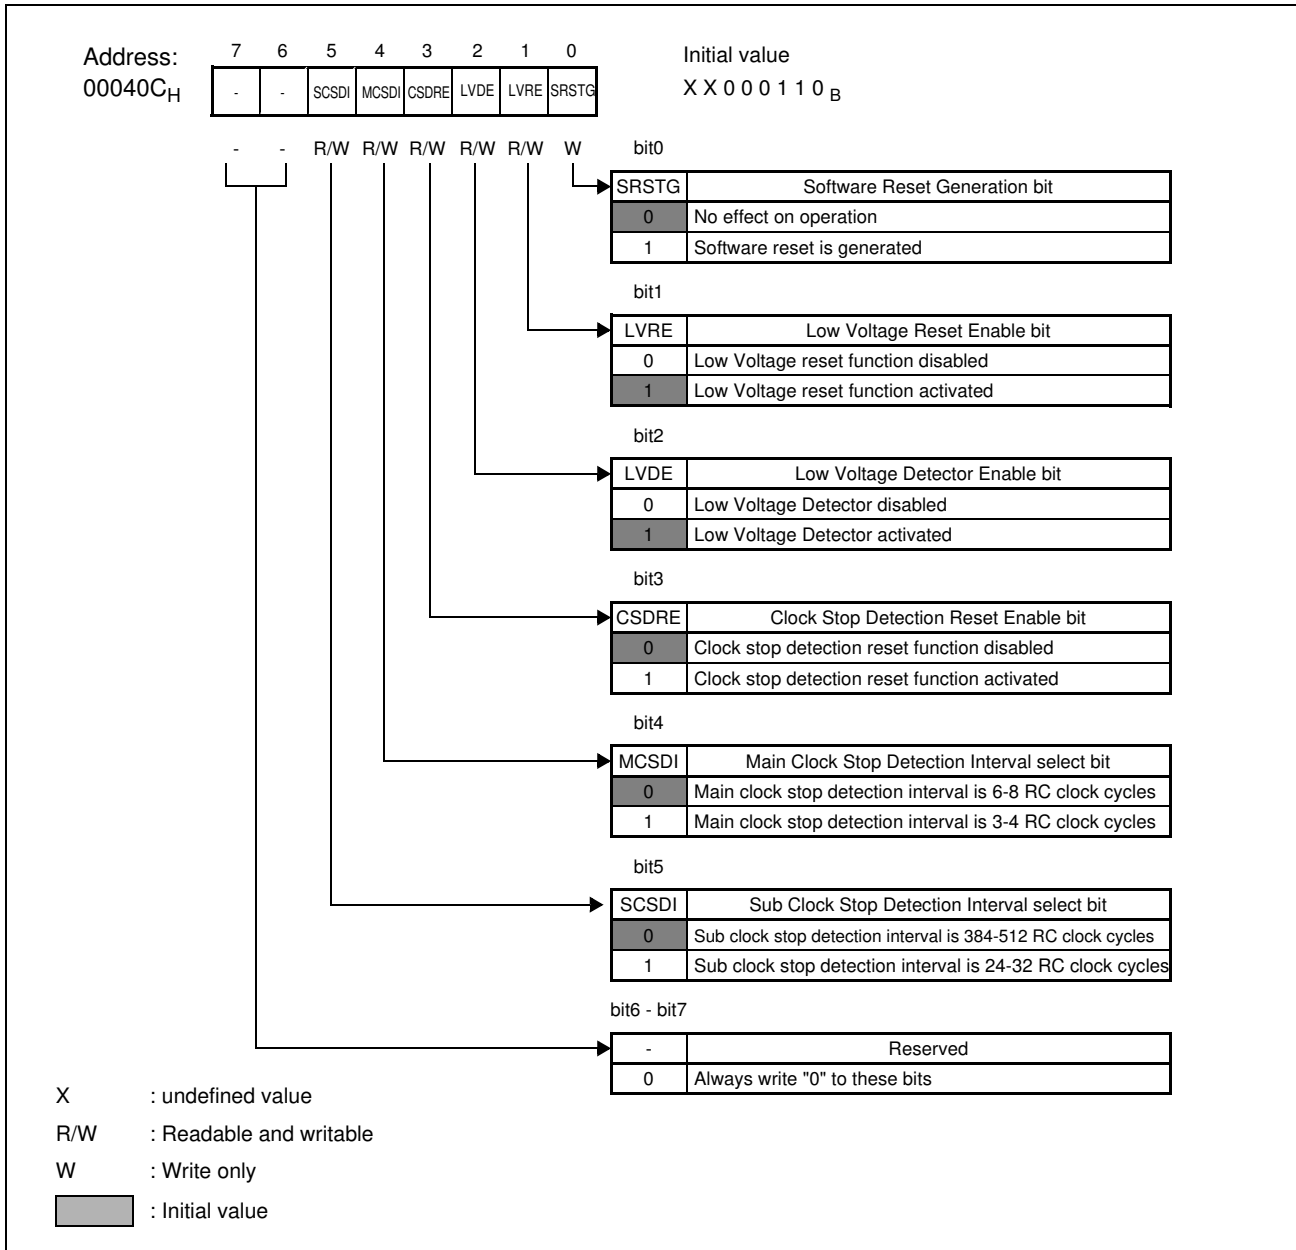 Address:
00040CH
7 6 5 4 3 2 1 0
- - SCSDI MCSDI CSDRE LVDE LVRE SRSTG
Initial value
X X 0 0 0 1 1 0 B
- - R/W R/W R/W R/W R/W W
bit0
SRSTG Software Reset Generation bit
0 No effect on operation
1 Software reset is generated
bit1
LVRE Low Voltage Reset Enable bit
0 Low Voltage reset function disabled
1 Low Voltage reset function activated
bit2
LVDE Low Voltage Detector Enable bit
0 Low Voltage Detector disabled
1 Low Voltage Detector activated
bit3
CSDRE Clock Stop Detection Reset Enable bit
0 Clock stop detection reset function disabled
1 Clock stop detection reset function activated
bit4
MCSDI Main Clock Stop Detection Interval select bit
0 Main clock stop detection interval is 6-8 RC clock cycles
1 Main clock stop detection interval is 3-4 RC clock cycles
bit5
SCSDI Sub Clock Stop Detection Interval select bit
0 Sub clock stop detection interval is 384-512 RC clock cycles
1 Sub clock stop detection interval is 24-32 RC clock cycles
bit6 - bit7
- Reserved
0 Always write "0" to these bits
X : undefined value
R/W : Readable and writable
W : Write only
: Initial value